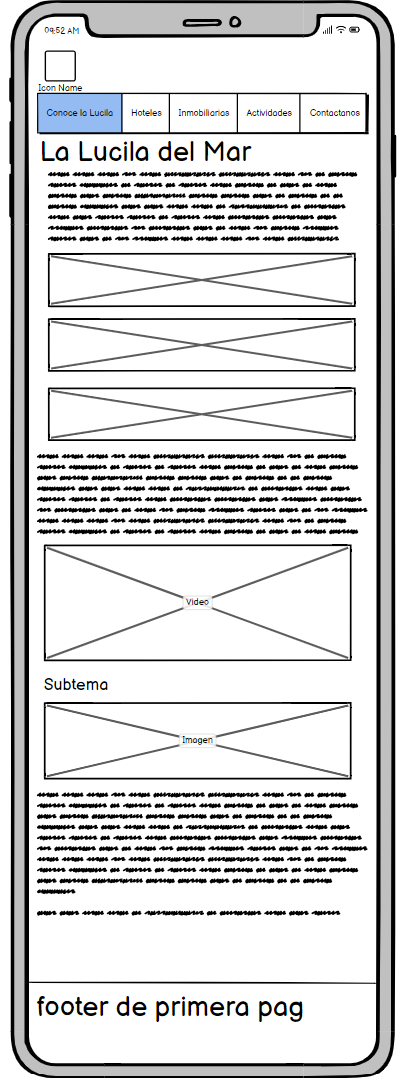 09:52 AM
Icon Name
Conoce la Lucila Hoteles Inmobiliarias Actividades Contactanos
La Lucila del Mar
Video
Subtema
Imagen
footer de primera pag